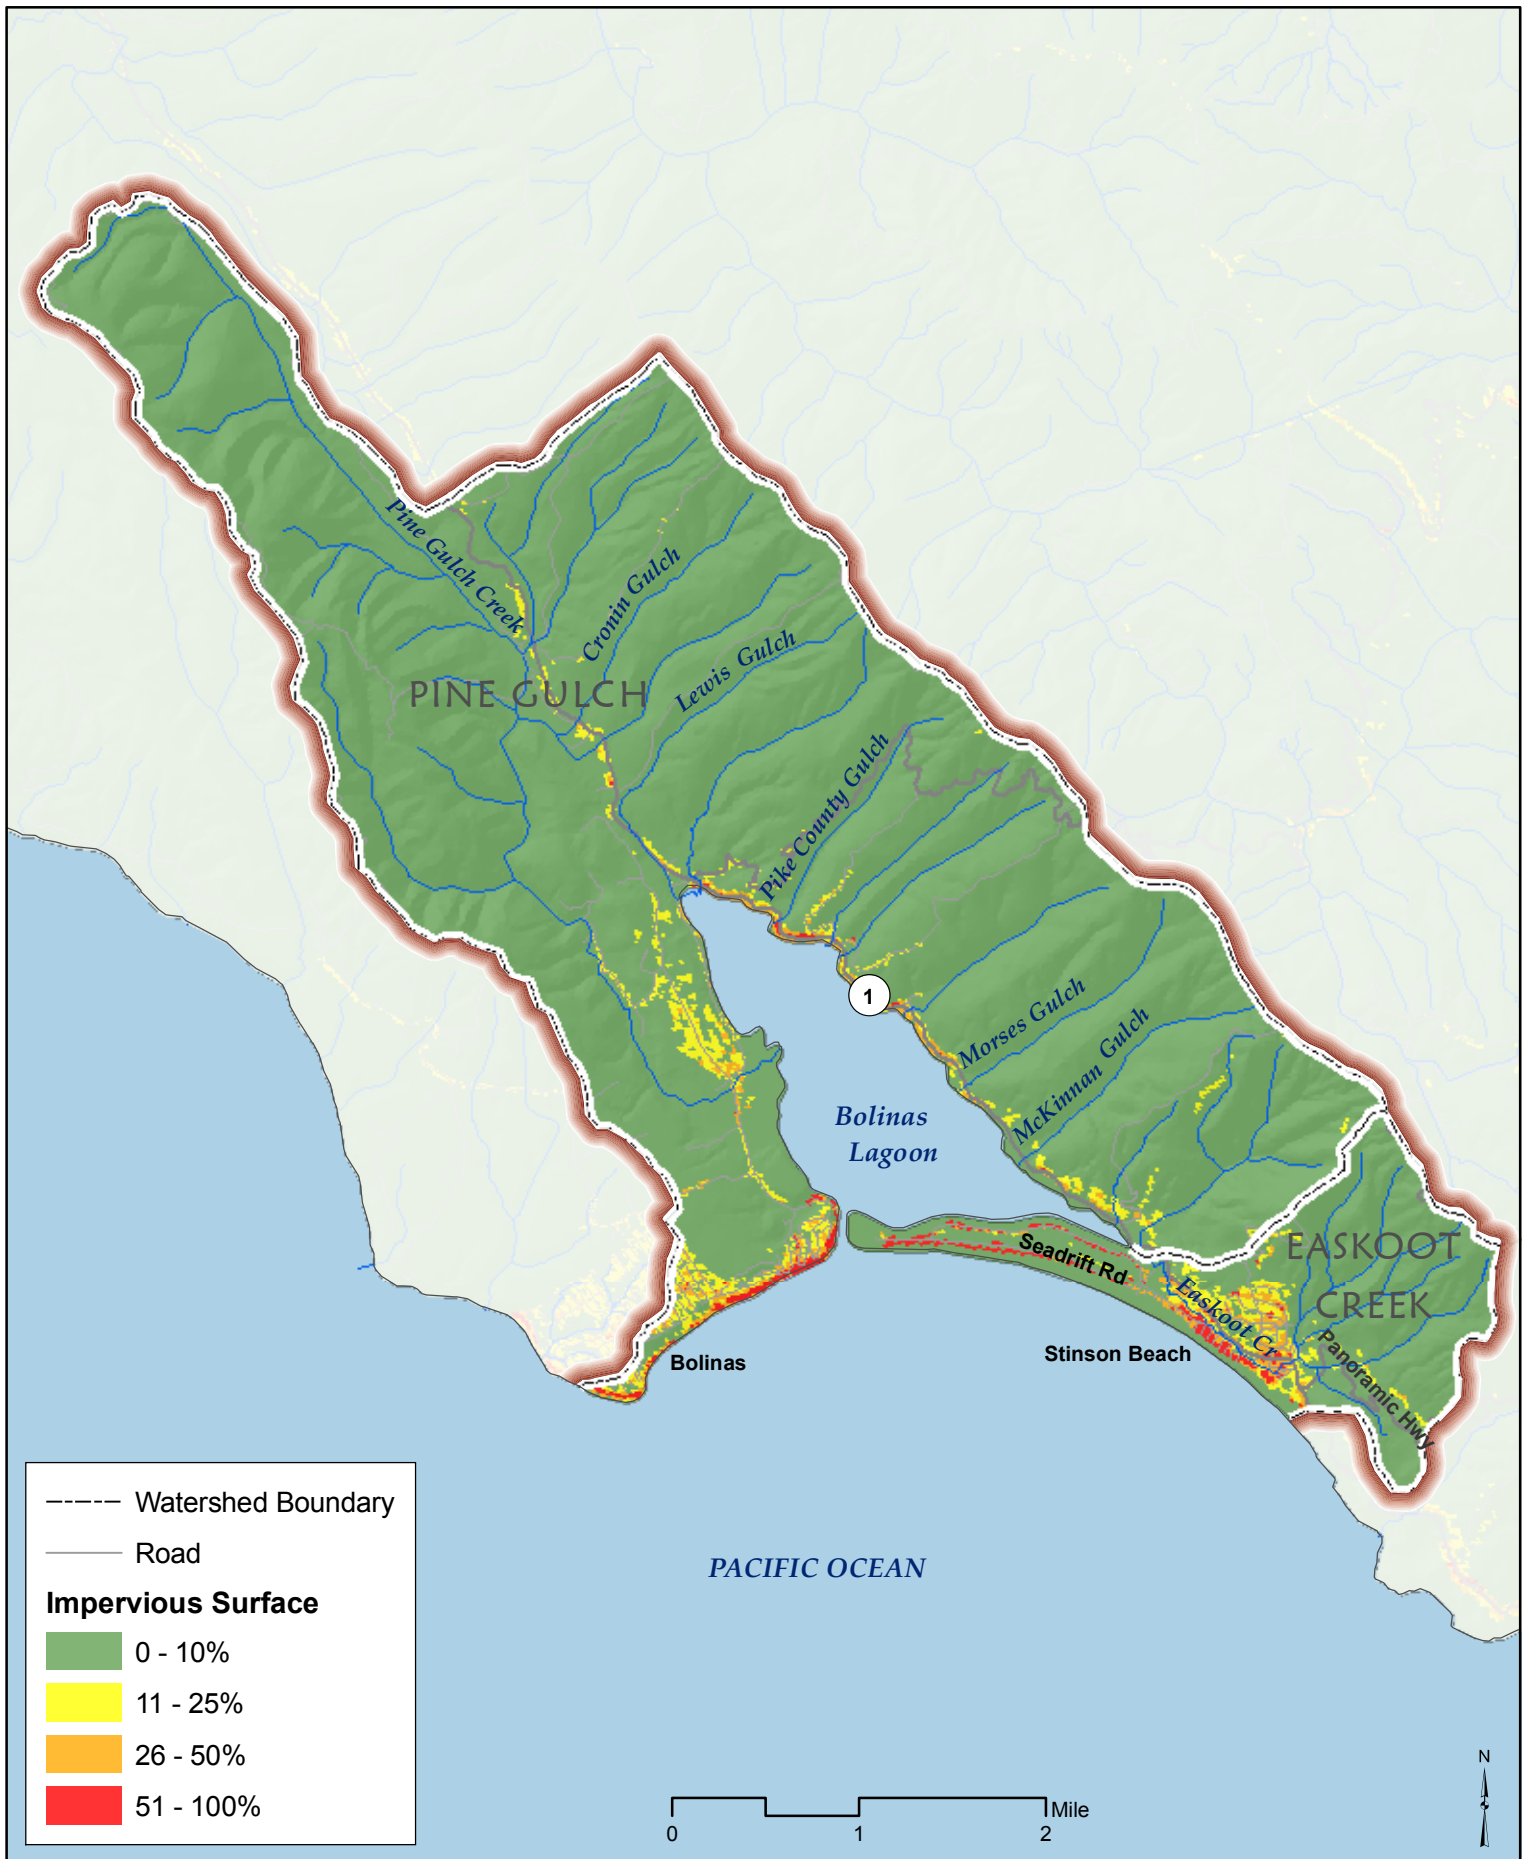 Pine Gulch Creek
Cronin Gulch
Lewis Gulch
PINE GULCH
Pike County Gulch
1
Morses Gulch
McKinnan Gulch
Bolinas
Lagoon
Seadrift Rd
EASKOOT
CREEK
Easkoot Cr
Panoramic Hwy
Stinson Beach
Bolinas
PACIFIC OCEAN
Watershed Boundary
Road
Impervious Surface
0 - 10%
11 - 25%
26 - 50%
51 - 100%
Mile
0 1 2
N